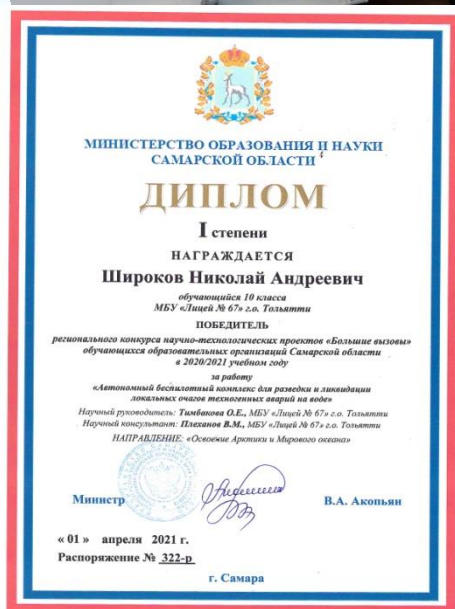 МИНИСТЕРСТВО ОБРАЗОВАНИЯ И НАУКИ
САМАРСКОЙ ОБЛАСТИ
ДИПЛОМ
I степени
НАГРАЖДАЕТСЯ
Широков Николай Андреевич
обучающийся 10 класса
МБУ «Лицей № 67» г.о. Тольятти
ПОБЕДИТЕЛЬ
регионального конкурса научно-технологических проектов «Большие вызовы»
обучающихся образовательных организаций Самарской области
в 2020/2021 учебном году
за работу
«Автономный беспилотный комплекс для разведки и ликвидации
локальных очагов техногенных аварий на воде»
Научный руководитель: Тимбакова О.Е., МБУ «Лицей № 67» г.о. Тольятти
Научный консультант: Плеханов В.М., МБУ «Лицей № 67» г.о. Тольятти
НАПРАВЛЕНИЕ: «Освоение Арктики и Мирового океана»
Министр В.А. Акопьян
« 01 » апреля 2021 г.
Распоряжение № 322-р
г. Самара